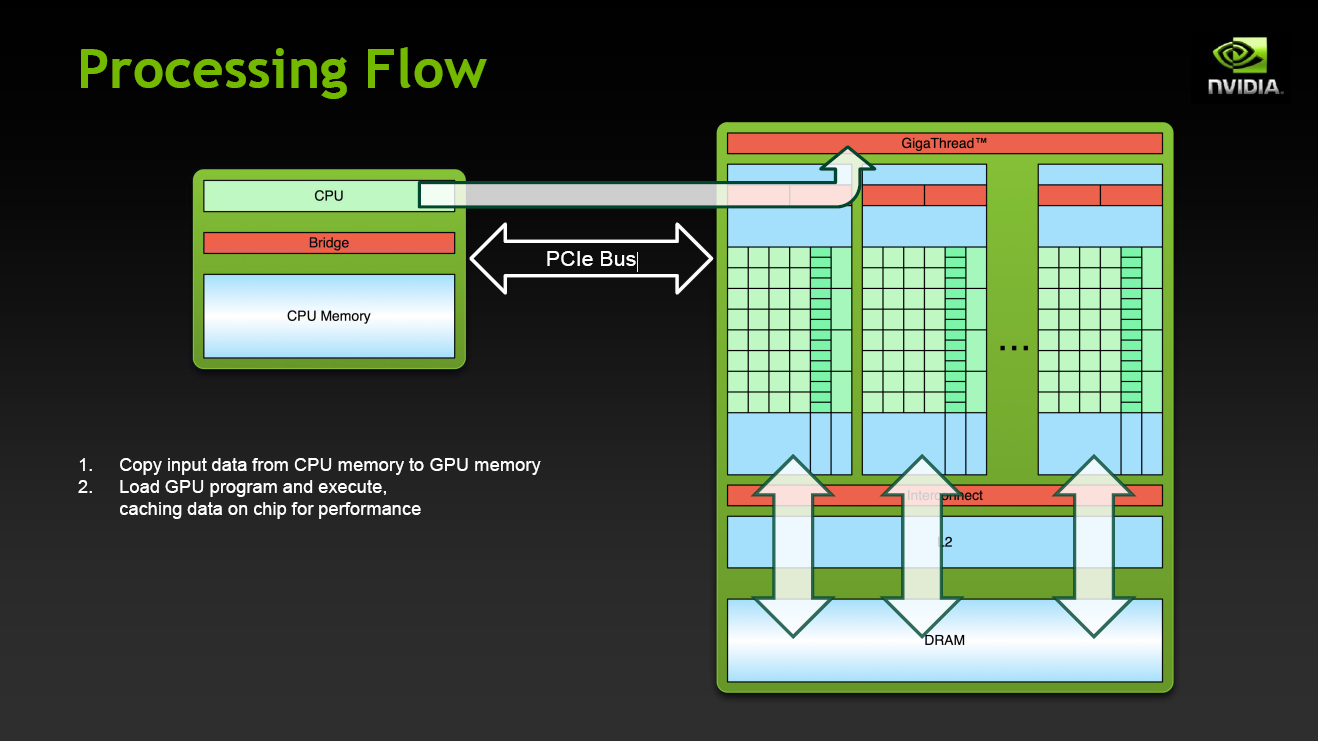 Processing Flow
NVIDIA.
GigaThread™
CPU
Bridge
PCIe Bus
CPU Memory
...
1. Copy input data from CPU memory to GPU memory
2. Load GPU program and execute,
caching data on chip for performance
Interconnect
L2
DRAM